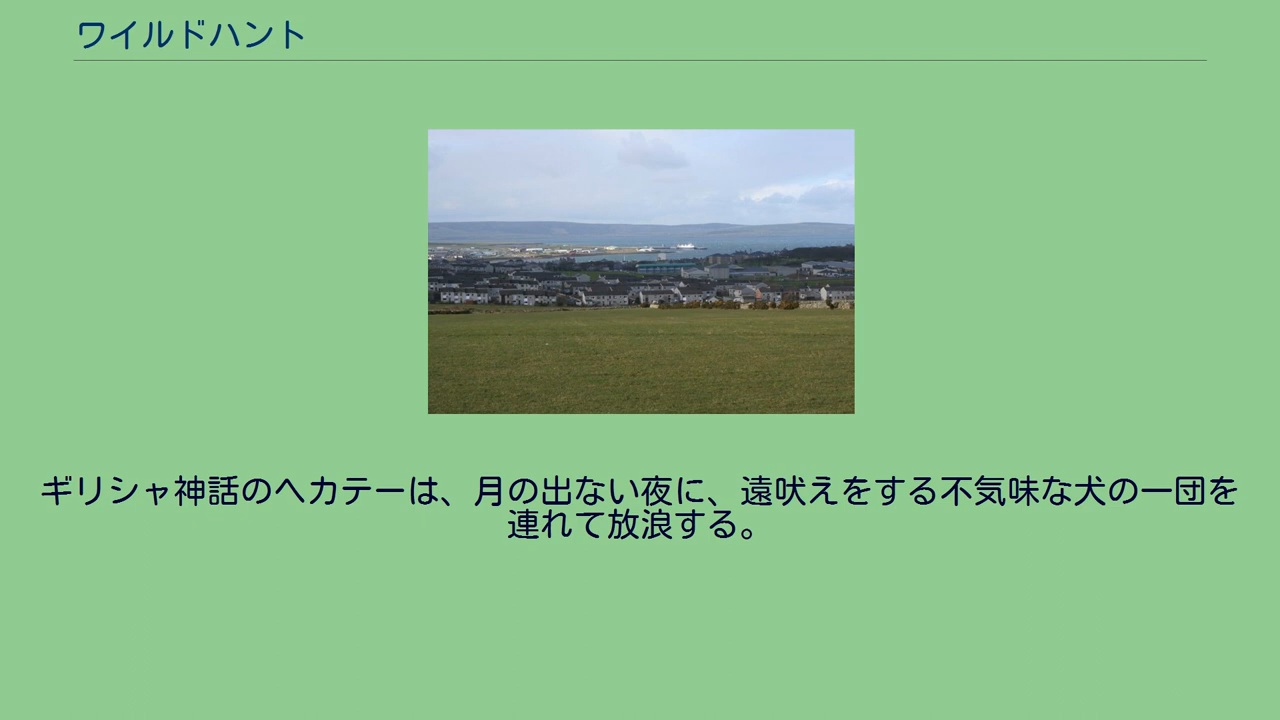 ワイルドハント
ギリシャ神話のヘカテーは、月の出ない夜に、遠吠えをする不気味な犬の一団を
連れて放浪する。